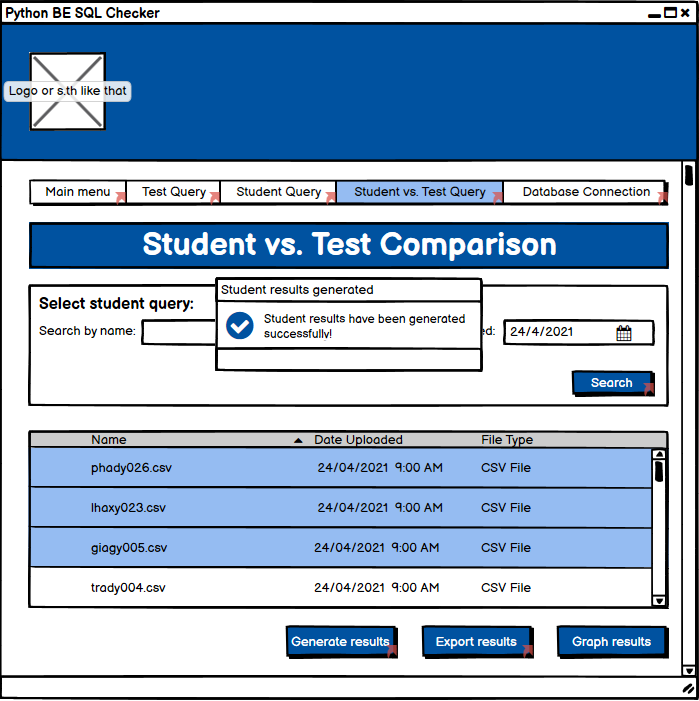 Python BE SQL Checker
Logo or s.th like that
Main menu Test Query Student Query Student vs. Test Query Database Connection
Student vs. Test Comparison
Student results generated
Student results have been generated
successfully!
Select student query:
Search by name: ed: 24/4/2021
Search
Name Date Uploaded File Type
phady026.csv 24/04/2021 9:00 AM CSV File
lhaxy023.csv 24/04/2021 9:00 AM CSV File
giagy005.csv 24/04/2021 9:00 AM CSV File
trady004.csv 24/04/2021 9:00 AM CSV File
Generate results Export results Graph results